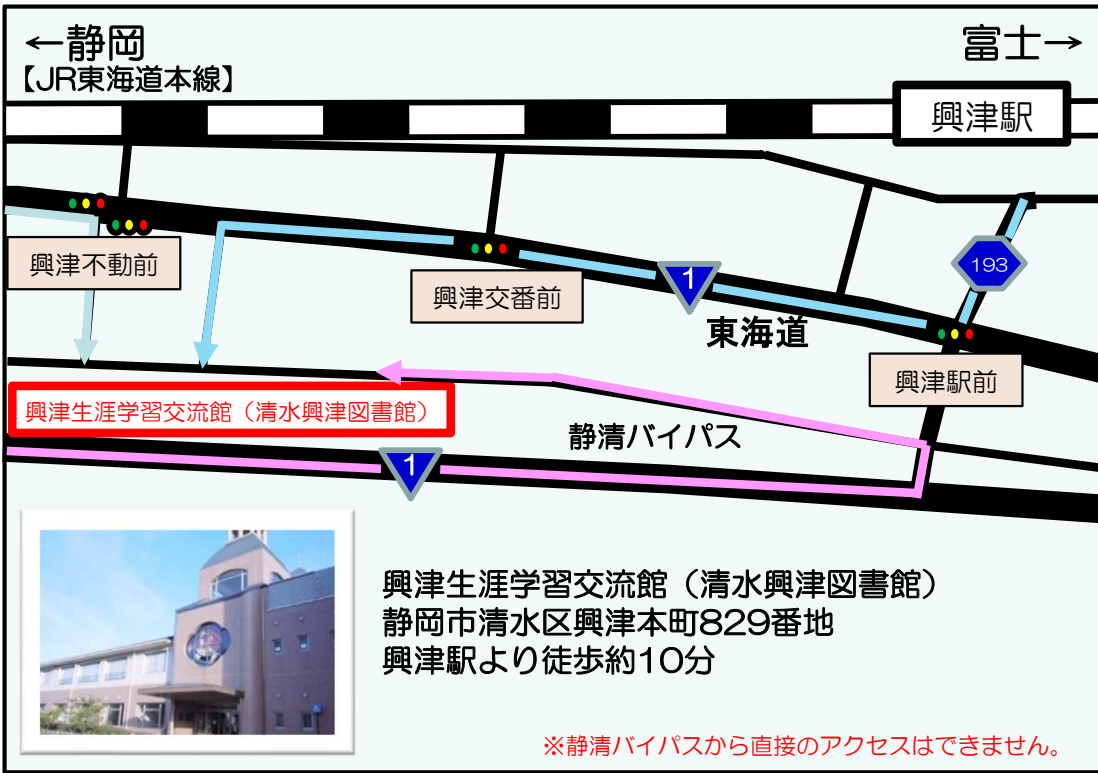 ←静岡
富士→
【JR東海道本線】
興津駅
興津不動前
興津交番前
1
193
東海道
興津駅前
興津生涯学習交流館（清水興津図書館）
静清バイパス
1
興津生涯学習交流館（清水興津図書館）
静岡市清水区興津本町829番地
興津駅より徒歩約10分
※静清バイパスから直接のアクセスはできません。